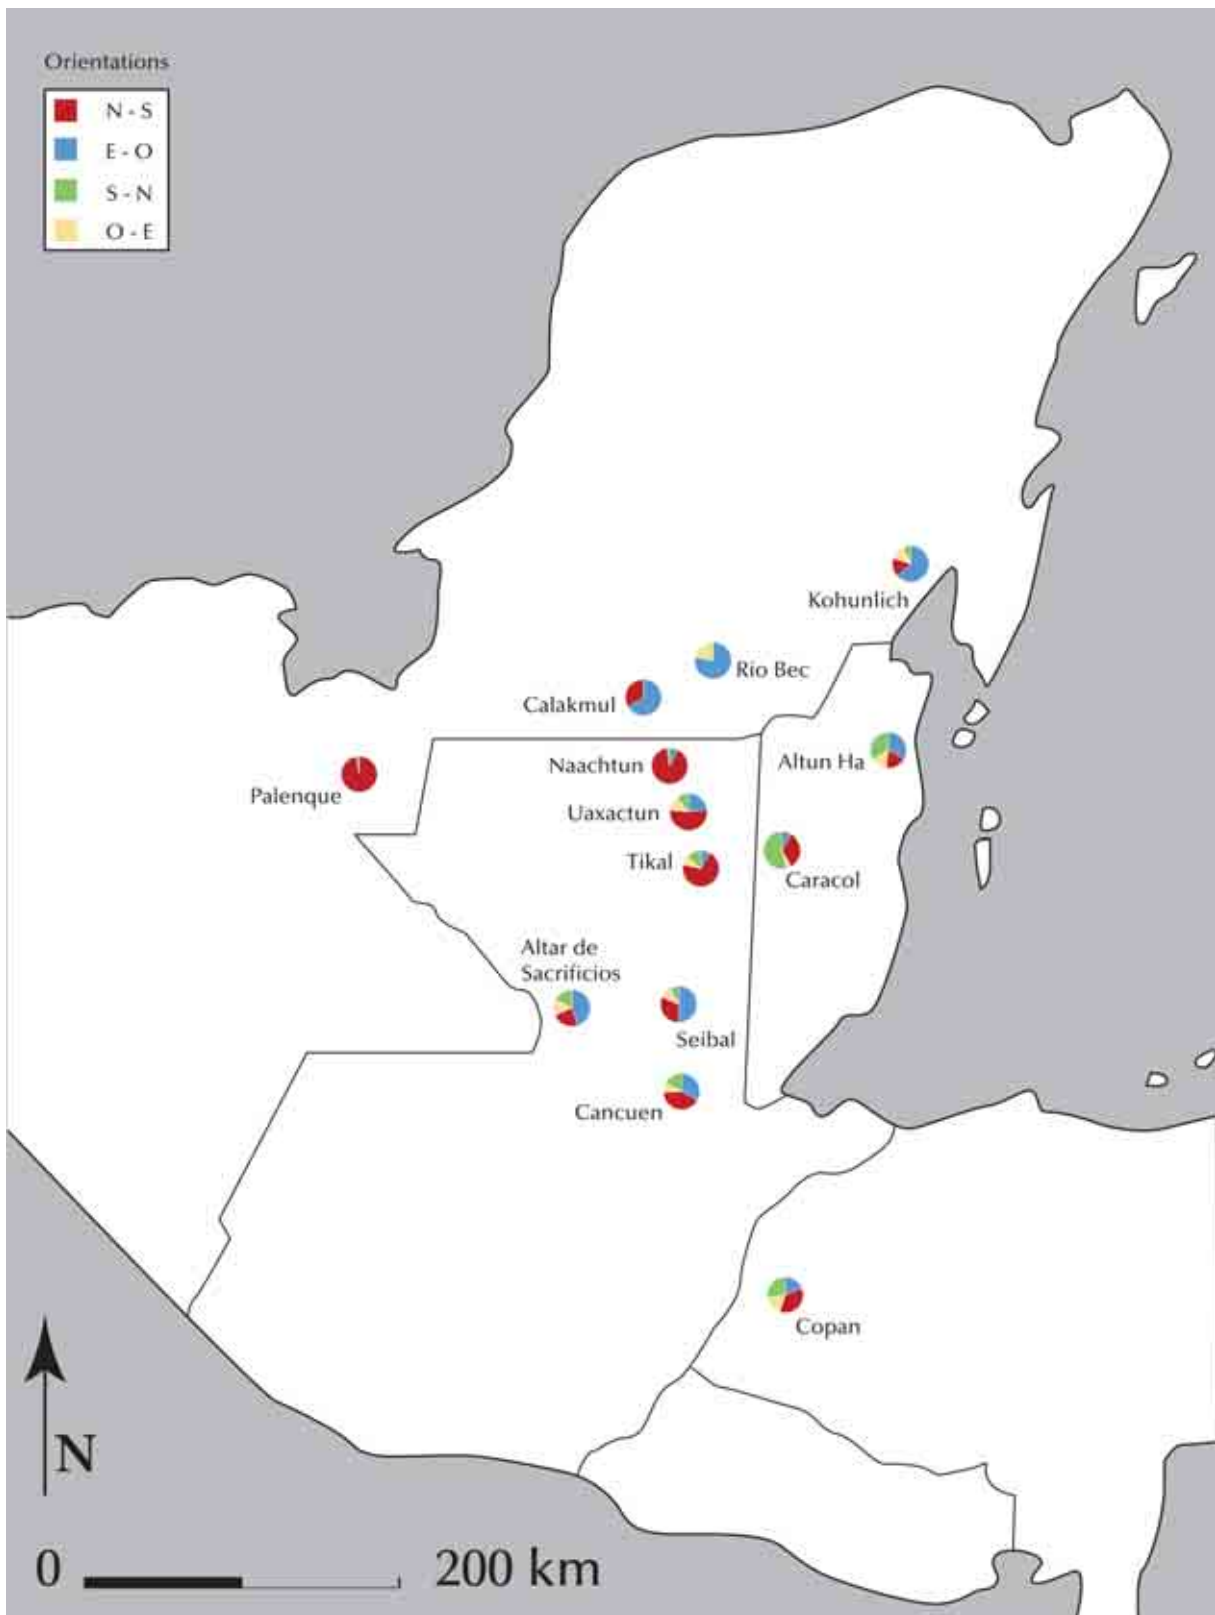 Orientations
N - S
E - O
S - N
O - E
Kohunlich
Río Bec
Calakmul
Naachtun
Altun Ha
Palenque
Uaxactun
Tikal
Caracol
Altar de
Sacrificios
Seibal
Cancuen
Copan
N
0 200 km